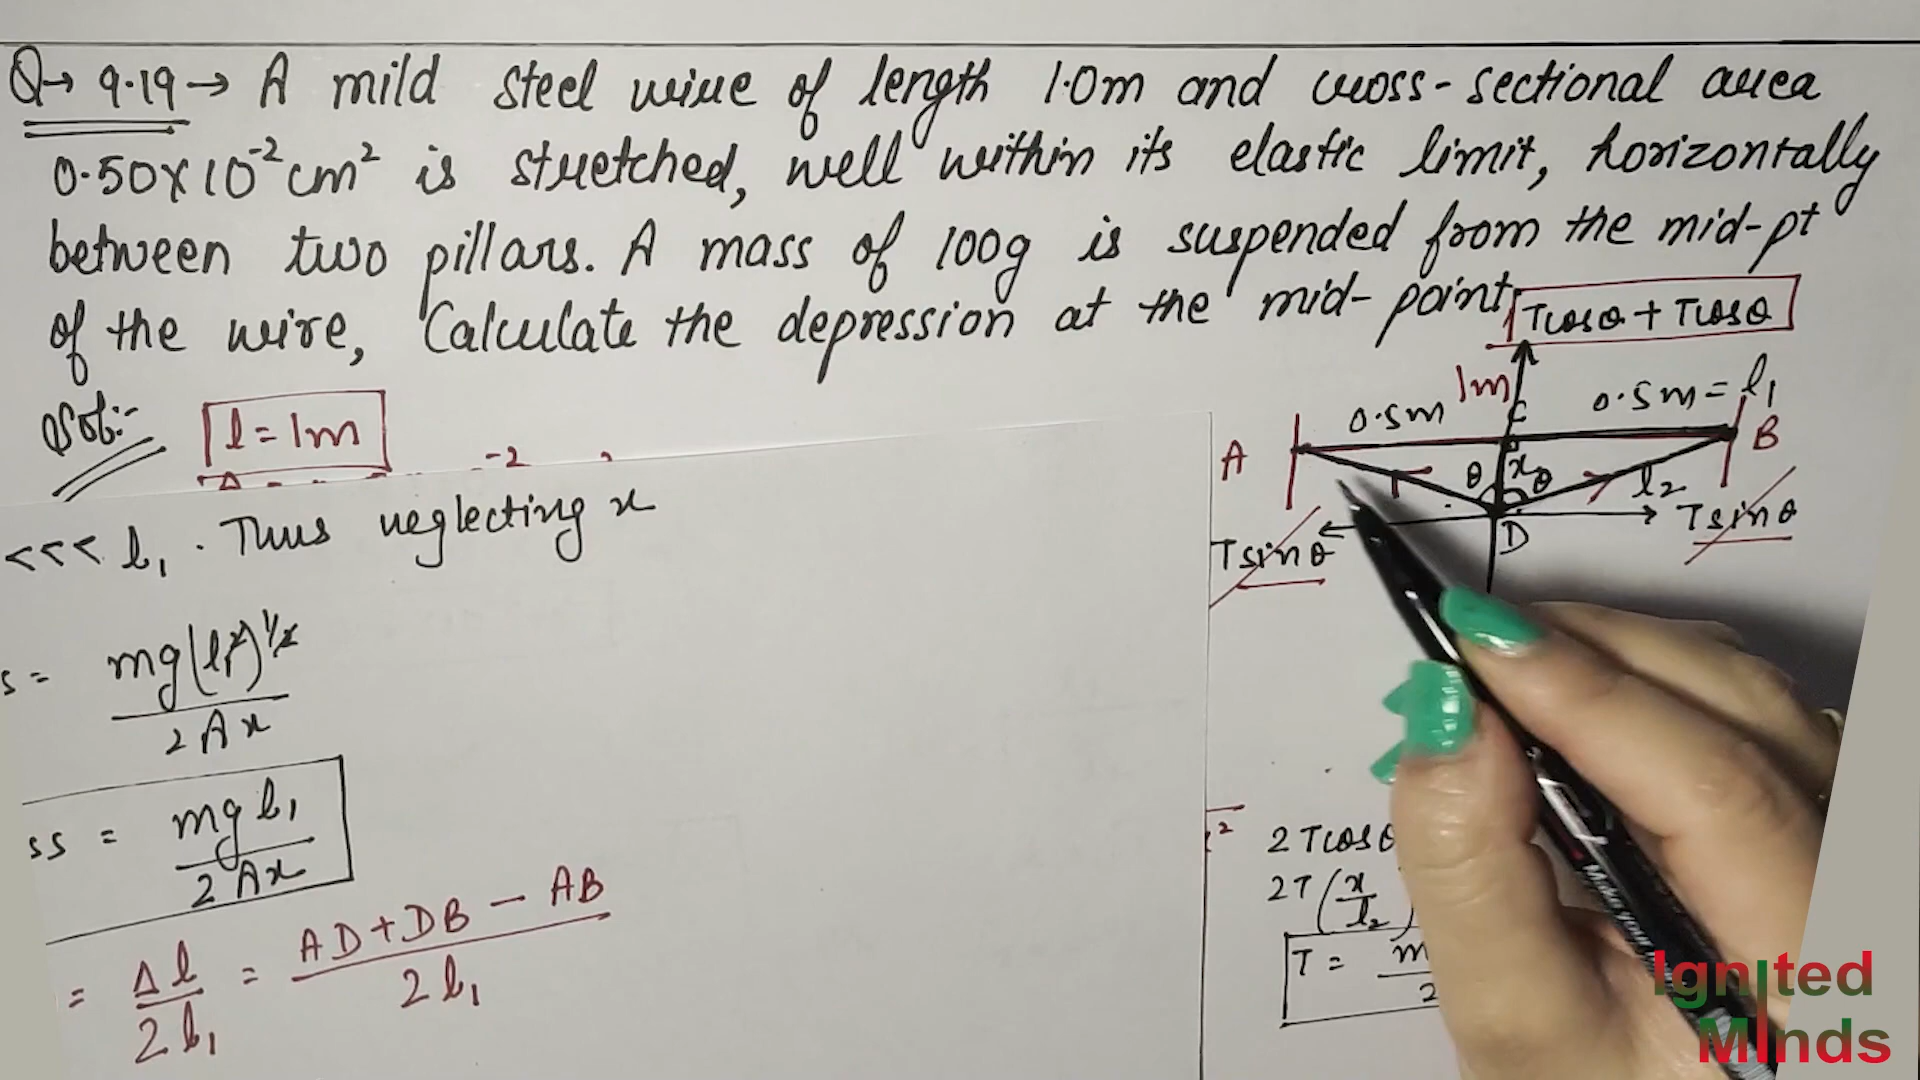 Q→ 9.19 → A mild steel wire of length 1.0m and cross-sectional area
0.50×10⁻² cm² is stretched, well within its elastic limit, horizontally
between two pillars. A mass of 100g is suspended from the mid-pt
of the wire, Calculate the depression at the mid-point,
Tcosθ + Tcosθ
Sol:-
l = 1m
1m
0.5m
C
0.5m = l₁
A
B
θ
x
θ
l₂
T
Tsinθ
D
Tsinθ
<<< l₁ . Thus neglecting x
s = mg(l₁²)^1/2 / 2Ax
ss = mg l₁ / 2Ax
= Δl / 2l₁ = AD + DB − AB / 2l₁
2Tcosθ
2T(x/l₂)
T = m / 2
Ignited
Minds